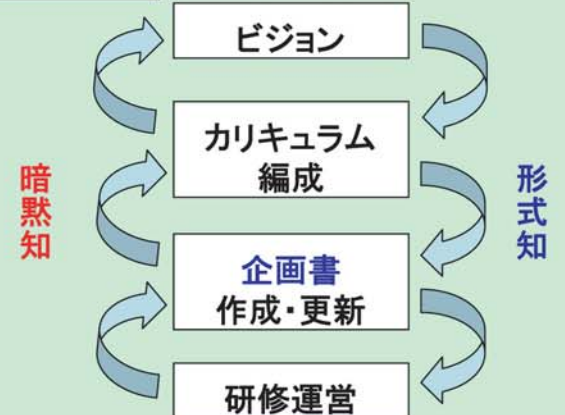 ビジョン
カリキュラム
編成
暗黙知
形式知
企画書
作成・更新
研修運営